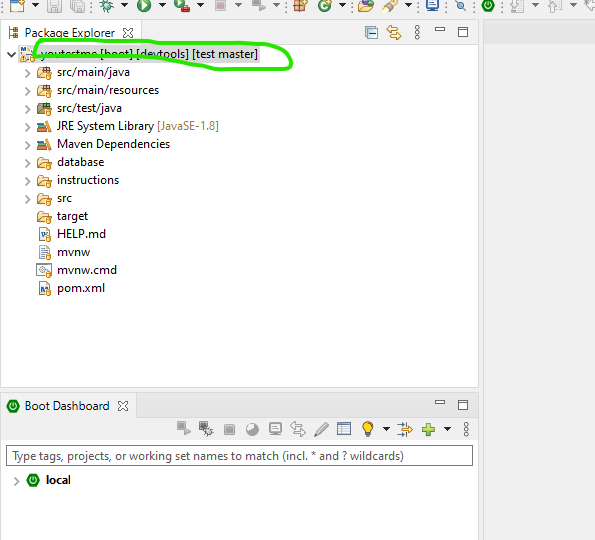 Package Explorer
youtestme [boot] [devtools] [test master]
src/main/java
src/main/resources
src/test/java
JRE System Library [JavaSE-1.8]
Maven Dependencies
database
instructions
src
target
HELP.md
mvnw
mvnw.cmd
pom.xml
Boot Dashboard
Type tags, projects, or working set names to match (incl. * and ? wildcards)
local